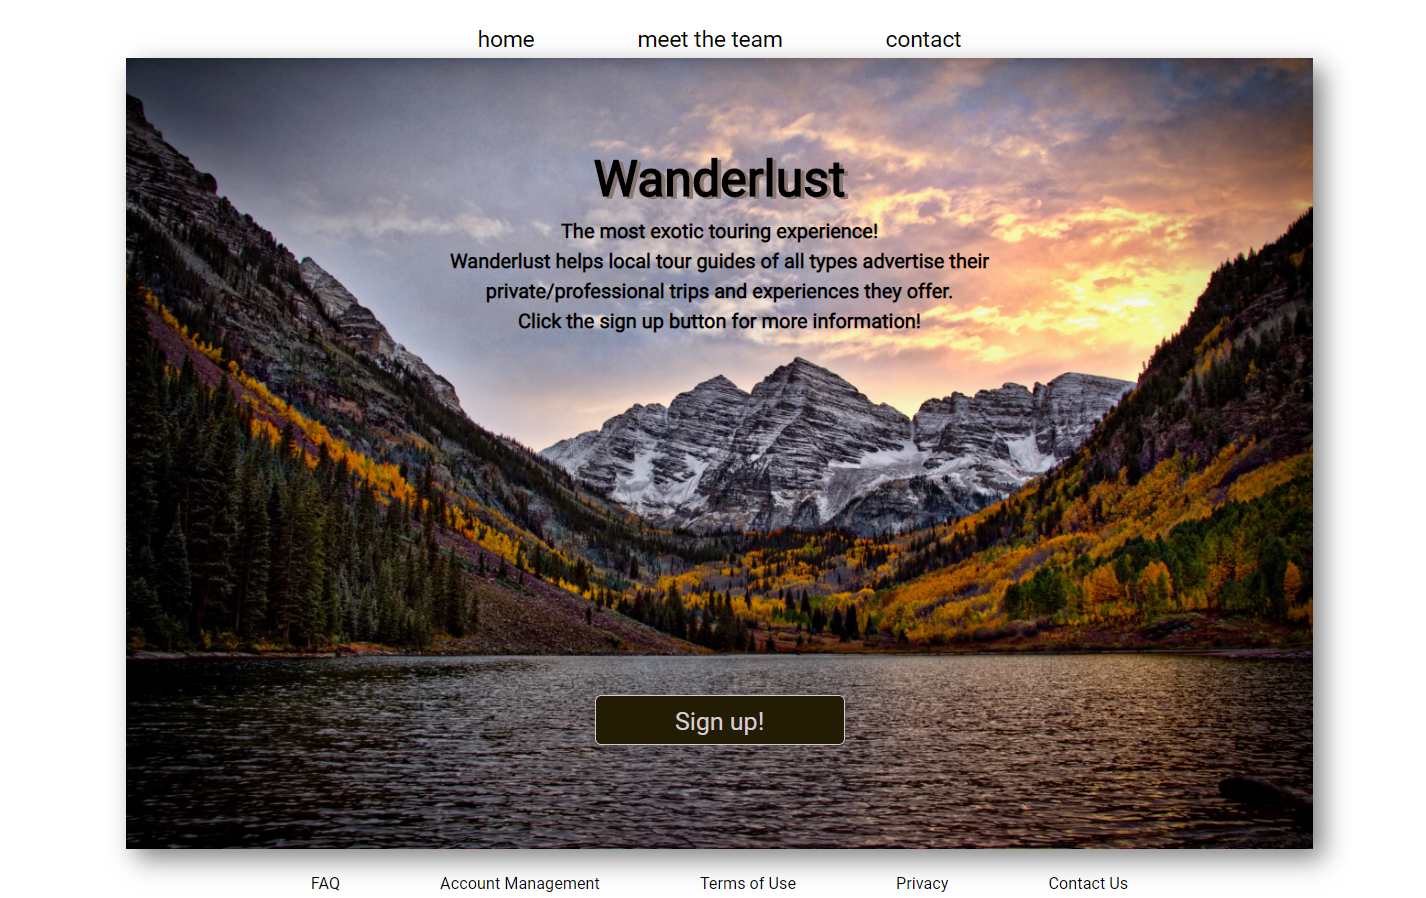 home meet the team contact
Wanderlust
The most exotic touring experience!
Wanderlust helps local tour guides of all types advertise their
private/professional trips and experiences they offer.
Click the sign up button for more information!
Sign up!
FAQ Account Management Terms of Use Privacy Contact Us